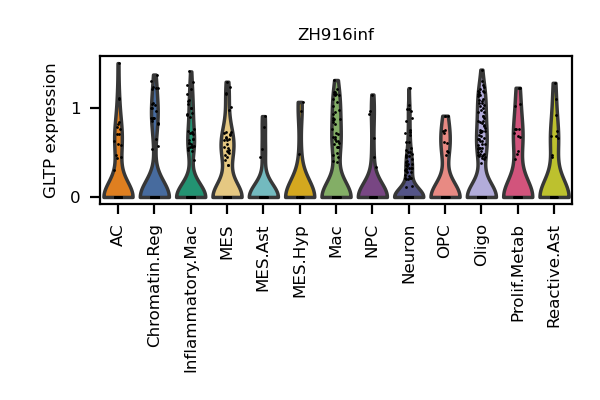 ZH916inf
GLTP expression
1
0
AC
Chromatin.Reg
Inflammatory.Mac
MES
MES.Ast
MES.Hyp
Mac
NPC
Neuron
OPC
Oligo
Prolif.Metab
Reactive.Ast